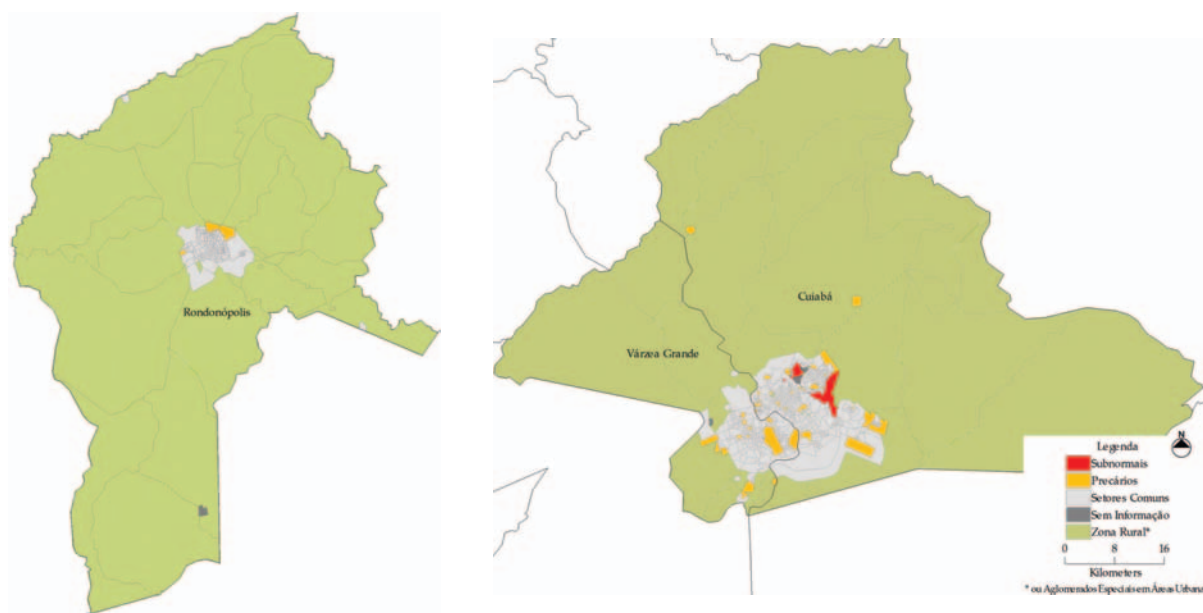 Rondonópolis
Cuiabá
Várzea Grande
N
Legenda
Subnormais
Precários
Setores Comuns
Sem Informação
Zona Rural*
0 8 16
Kilometers
* ou Aglomerados Especiais em Áreas Urbana